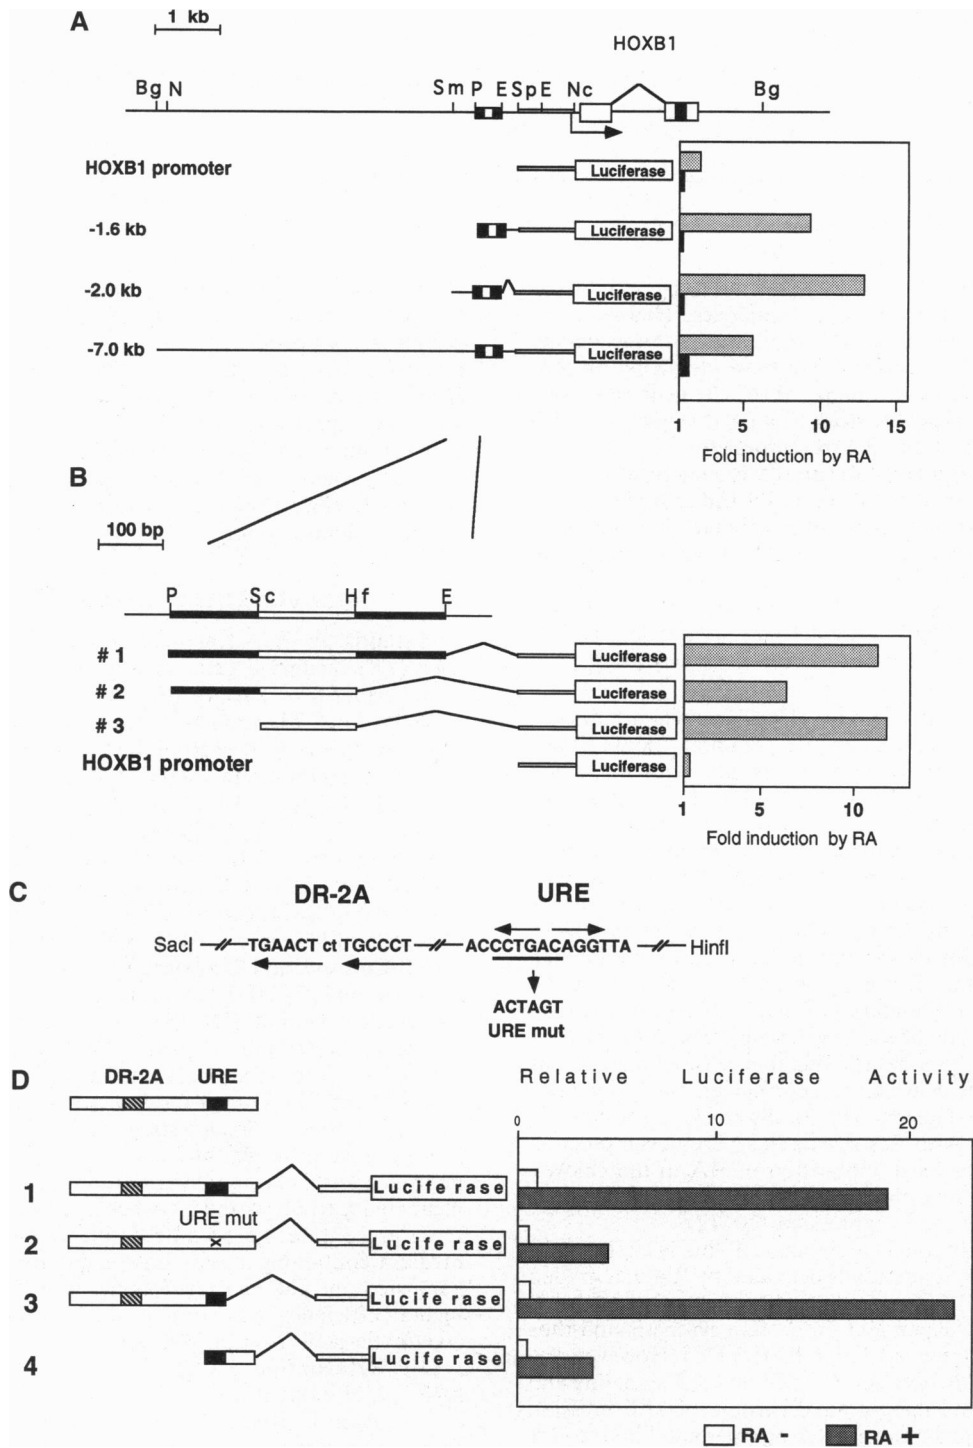 A
1 kb
HOXB1
Bg N Sm P E Sp E Nc Bg
HOXB1 promoter
Luciferase
-1.6 kb
Luciferase
-2.0 kb
Luciferase
-7.0 kb
Luciferase
1 5 10 15
Fold induction by RA
B
100 bp
P Sc Hf E
# 1
Luciferase
# 2
Luciferase
# 3
Luciferase
HOXB1 promoter
Luciferase
1 5 10
Fold induction by RA
C
DR-2A URE
SacI TGAACT ct TGCCCT ACCCTGACAGGTTA HinfI
ACTAGT
URE mut
D
DR-2A URE
Relative Luciferase Activity
0 10 20
1
Luciferase
URE mut
2
x
Luciferase
3
Luciferase
4
Luciferase
RA - RA +